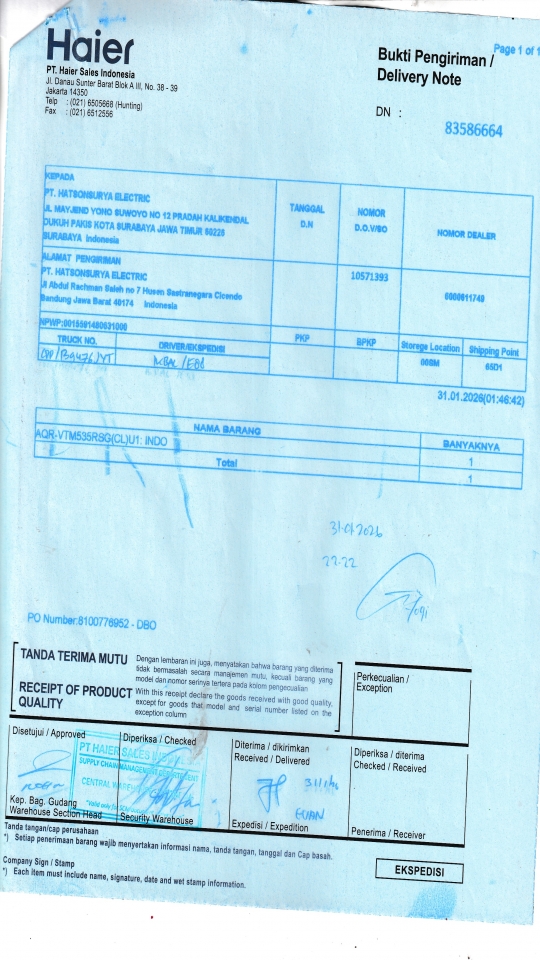 Haier
PT. Haier Sales Indonesia
Jl. Danau Sunter Barat Blok A III, No. 38 - 39
Jakarta 14350
Telp : (021) 6505668 (Hunting)
Fax : (021) 6512556
Page 1 of 1
Bukti Pengiriman /
Delivery Note
DN :
83586664
KEPADA
PT. HATSONSURYA ELECTRIC
JL MAYJEND YONO SUWOYO NO 12 PRADAH KALIKENDAL
DUKUH PAKIS KOTA SURABAYA JAWA TIMUR 60226
SURABAYA Indonesia
TANGGAL
D.N
NOMOR
D.O.V/SO
NOMOR DEALER
ALAMAT PENGIRIMAN
PT. HATSONSURYA ELECTRIC
Jl Abdul Rachman Saleh no 7 Husen Sastranegara Cicendo
Bandung Jawa Barat 40174 Indonesia
10571393
6000011749
NPWP:0015591480631000
TRUCK NO.
DRIVER/EKSPEDISI
PKP
BPKP
Storage Location
Shipping Point
00SM
65D1
31.01.2026(01:46:42)
NAMA BARANG
BANYAKNYA
AQR-VTM535RSG(CL)U1: INDO
1
Total
1
31-01-2026
22.22
Yogi
PO Number:8100776952 - DBO
TANDA TERIMA MUTU
Dengan lembaran ini juga, menyatakan bahwa barang yang diterima
tidak bermasalah secara manajemen mutu, kecuali barang yang
model dan nomor serinya tertera pada kolom pengecualian
RECEIPT OF PRODUCT
QUALITY
With this receipt declare the goods received with good quality,
except for goods that model and serial number listed on the
exception column
Perkecualian /
Exception
Disetujui / Approved
Diperiksa / Checked
Diterima / dikirimkan
Received / Delivered
Diperiksa / diterima
Checked / Received
PT HAIER SALES INDONESIA
SUPPLY CHAIN MANAGEMENT DEPARTMENT
CENTRAL WAREHOUSE
Kep. Bag. Gudang
Warehouse Section Head
Security Warehouse
Expedisi / Expedition
Penerima / Receiver
Tanda tangan/cap perusahaan
*) Setiap penerimaan barang wajib menyertakan informasi nama, tanda tangan, tanggal dan Cap basah.
Company Sign / Stamp
*) Each item must include name, signature, date and wet stamp information.
EKSPEDISI